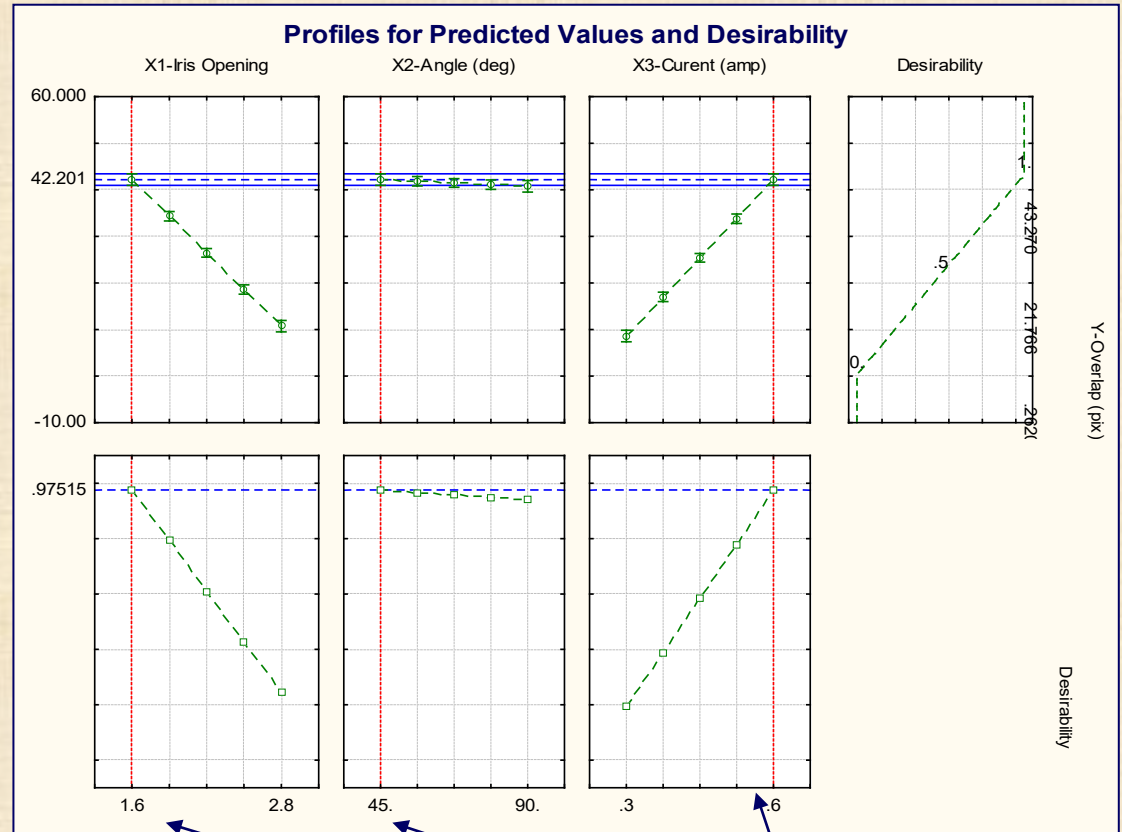 Profiles for Predicted Values and Desirability
X1-Iris Opening
X2-Angle (deg)
X3-Curent (amp)
Desirability
60.000
42.201
-10.00
1.
.5
0.
43.270
21.766
Y-Overlap (pix)
.97515
Desirability
1.6
2.8
45.
90.
.3
.6